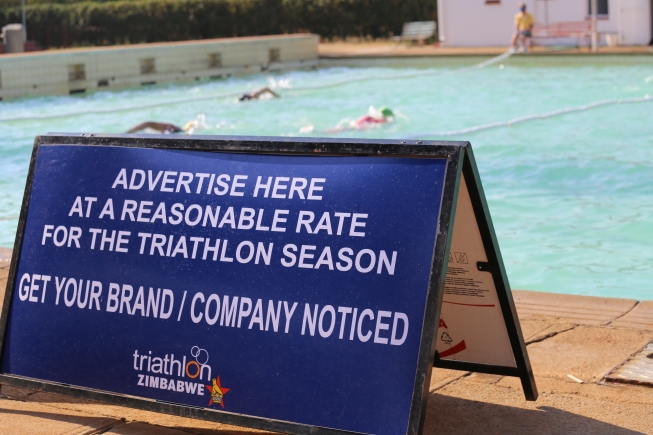 ADVERTISE HERE
AT A REASONABLE RATE
FOR THE TRIATHLON SEASON
GET YOUR BRAND / COMPANY NOTICED
triathlon
ZIMBABWE